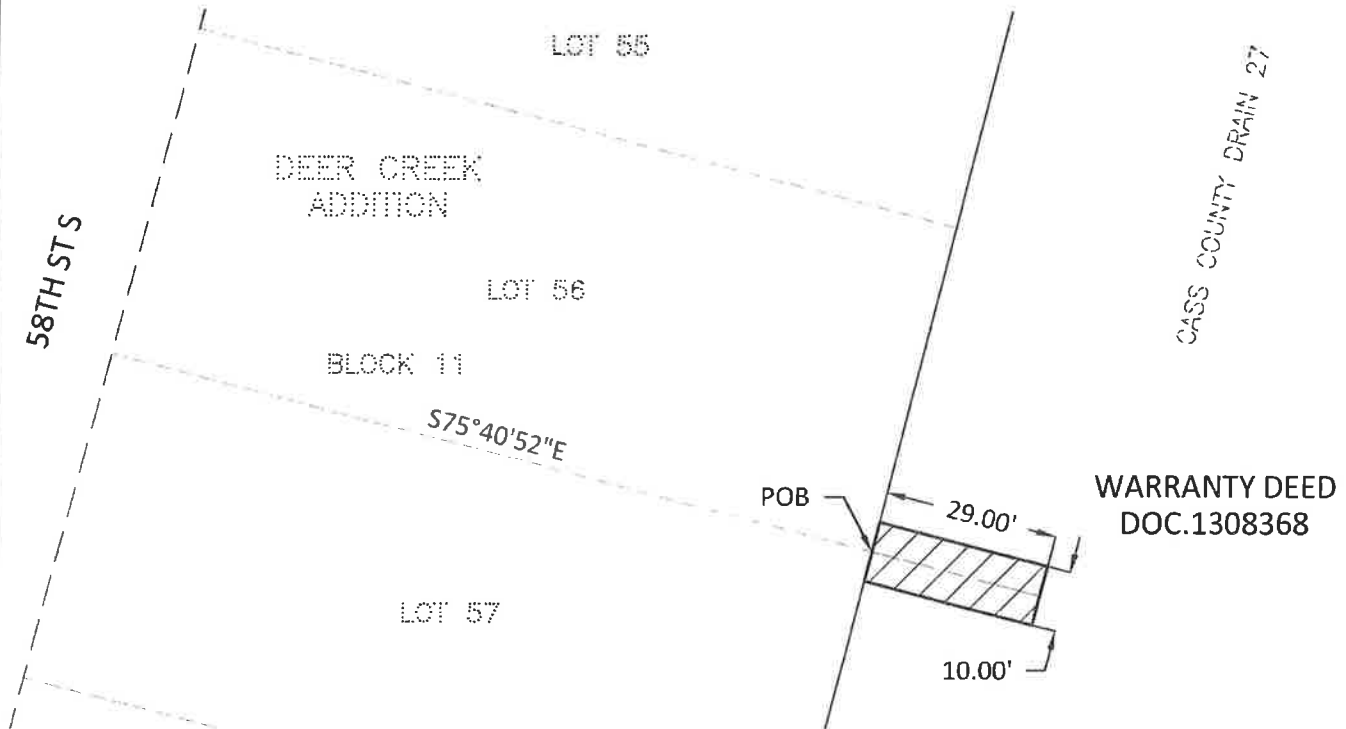 LOT 55
CASS COUNTY DRAIN 27
DEER CREEK
ADDITION
58TH ST S
LOT 56
BLOCK 11
S75°40'52"E
POB
29.00'
WARRANTY DEED
DOC.1308368
LOT 57
10.00'